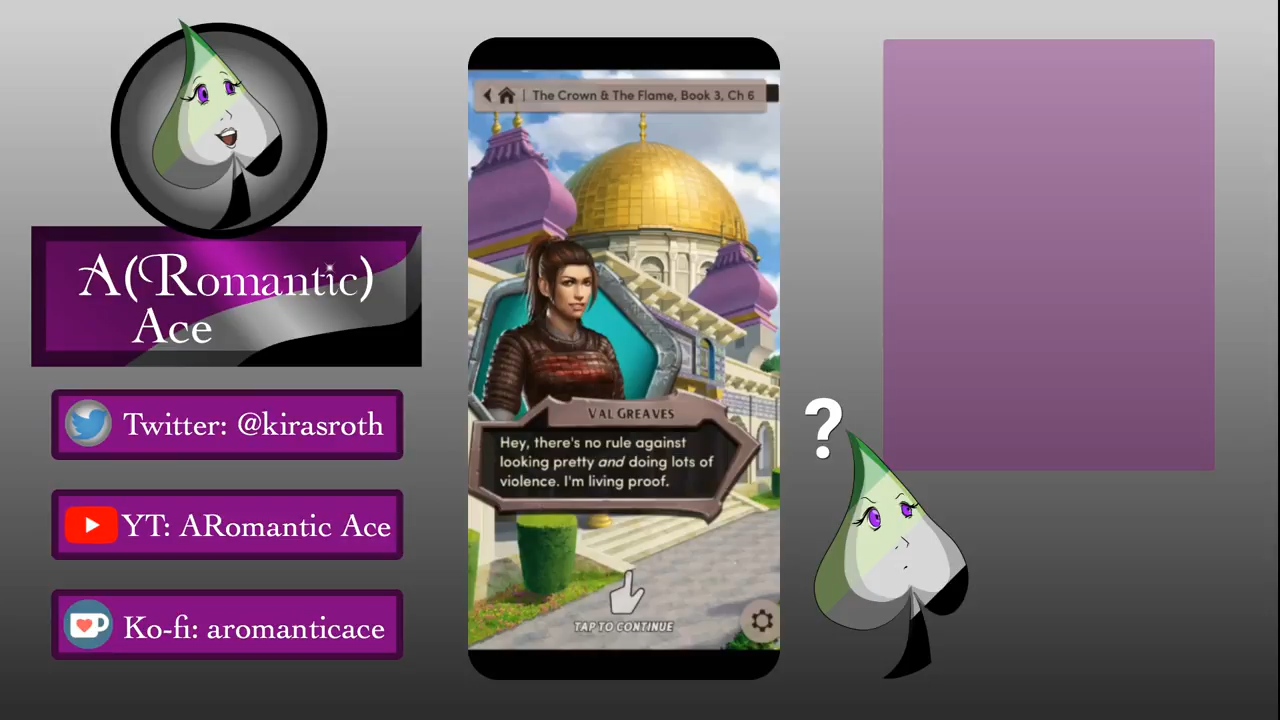 A(Romantic)
Ace
Twitter: @kirasroth
YT: ARomantic Ace
Ko-fi: aromanticace
| The Crown & The Flame, Book 3, Ch 6
VAL GREAVES
Hey, there's no rule against
looking pretty and doing lots of
violence. I'm living proof.
TAP TO CONTINUE
?